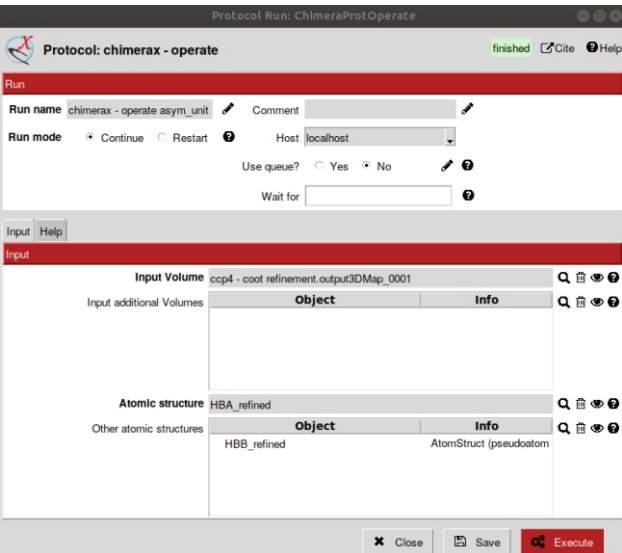 Protocol Run: ChimeraProtOperate
Protocol: chimerax - operate
finished Cite Help
Run
Run name chimerax - operate asym_unit Comment
Run mode Continue Restart Host localhost
Use queue? Yes No
Wait for
Input Help
Input
Input Volume ccp4 - coot refinement.output3DMap_0001
Input additional Volumes Object Info
Atomic structure HBA_refined
Other atomic structures Object Info
HBB_refined AtomStruct (pseudoatom
Close Save Execute